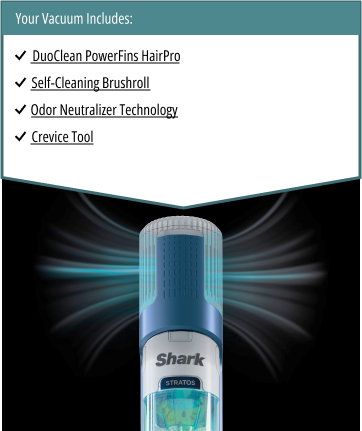 Your Vacuum Includes:
DuoClean PowerFins HairPro
Self-Cleaning Brushroll
Odor Neutralizer Technology
Crevice Tool
Shark
STRATOS